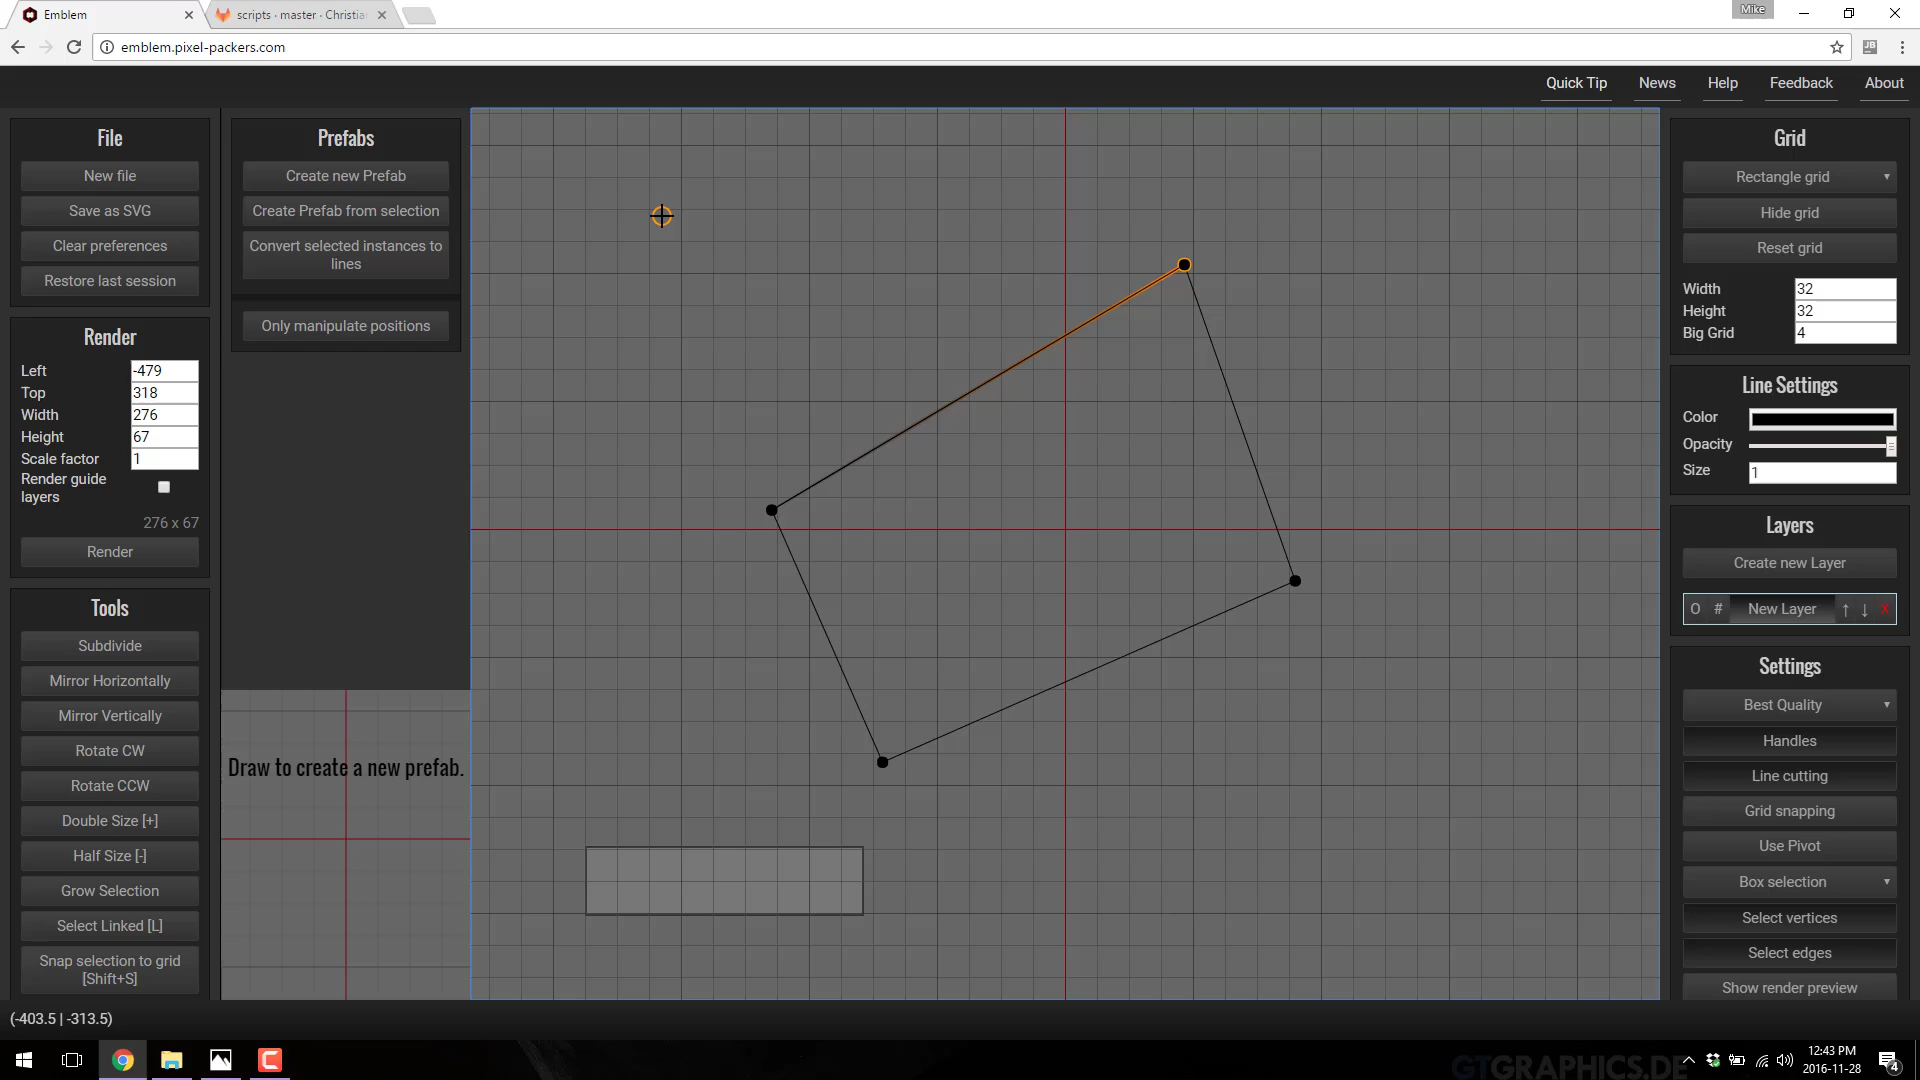 Emblem
scripts · master · Christia
Mike
emblem.pixel-packers.com
JB
Quick Tip
News
Help
Feedback
About
File
New file
Save as SVG
Clear preferences
Restore last session
Render
Left -479
Top 318
Width 276
Height 67
Scale factor 1
Render guide
layers
276 x 67
Render
Tools
Subdivide
Mirror Horizontally
Mirror Vertically
Rotate CW
Rotate CCW
Double Size [+]
Half Size [-]
Grow Selection
Select Linked [L]
Snap selection to grid
[Shift+S]
Prefabs
Create new Prefab
Create Prefab from selection
Convert selected instances to
lines
Only manipulate positions
Draw to create a new prefab.
Grid
Rectangle grid
Hide grid
Reset grid
Width 32
Height 32
Big Grid 4
Line Settings
Color
Opacity
Size 1
Layers
Create new Layer
O # New Layer ↑ ↓ X
Settings
Best Quality
Handles
Line cutting
Grid snapping
Use Pivot
Box selection
Select vertices
Select edges
Show render preview
(-403.5 | -313.5)
GTGRAPHICS.DE
12:43 PM
2016-11-28
4